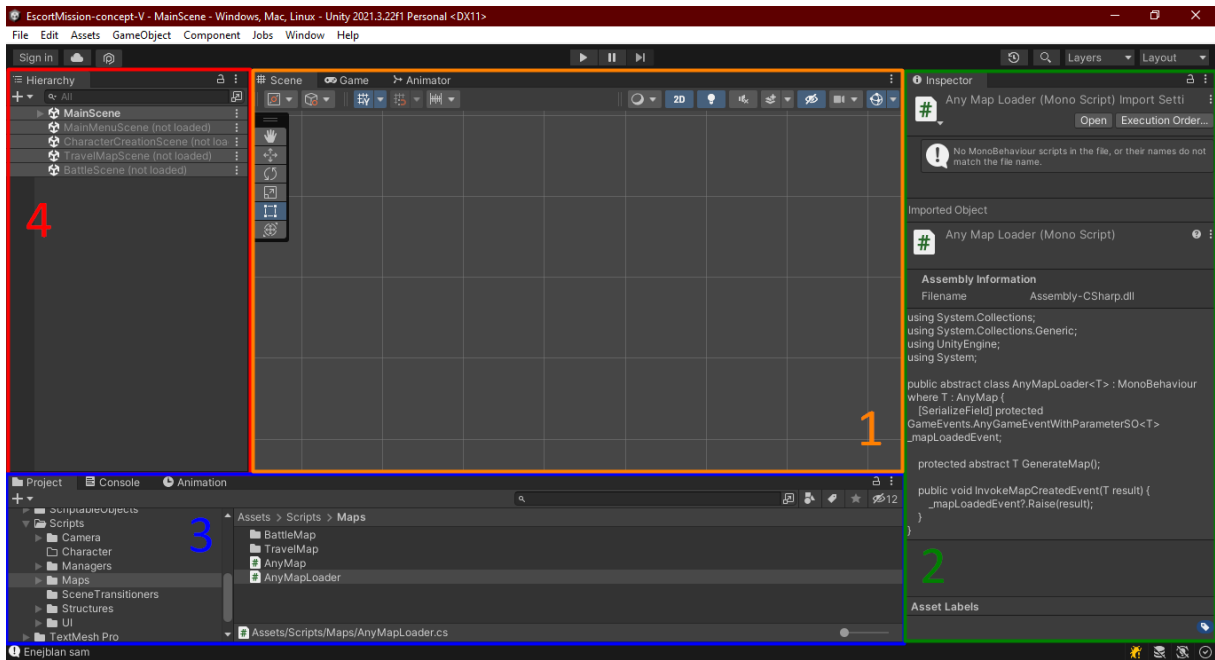 EscortMission-concept-V - MainScene - Windows, Mac, Linux - Unity 2021.3.22f1 Personal <DX11>
File Edit Assets GameObject Component Jobs Window Help
Sign in Layers Layout
Hierarchy
All
MainScene
MainMenuScene (not loaded)
CharacterCreationScene (not loa
TravelMapScene (not loaded)
BattleScene (not loaded)
4
Scene Game Animator
2D
1
Inspector
Any Map Loader (Mono Script) Import Setti
Open Execution Order...
No MonoBehaviour scripts in the file, or their names do not
match the file name.
Imported Object
Any Map Loader (Mono Script)
Assembly Information
Filename Assembly-CSharp.dll
using System.Collections;
using System.Collections.Generic;
using UnityEngine;
using System;
public abstract class AnyMapLoader<T> : MonoBehaviour
where T : AnyMap {
[SerializeField] protected
GameEvents.AnyGameEventWithParameterSO<T>
_mapLoadedEvent;
protected abstract T GenerateMap();
public void InvokeMapCreatedEvent(T result) {
_mapLoadedEvent?.Raise(result);
}
}
2
Asset Labels
Project Console Animation
12
ScriptableObjects
Scripts
Camera
Character
Managers
Maps
SceneTransitioners
Structures
UI
TextMesh Pro
3
Assets > Scripts > Maps
BattleMap
TravelMap
AnyMap
AnyMapLoader
Assets/Scripts/Maps/AnyMapLoader.cs
Enejblan sam